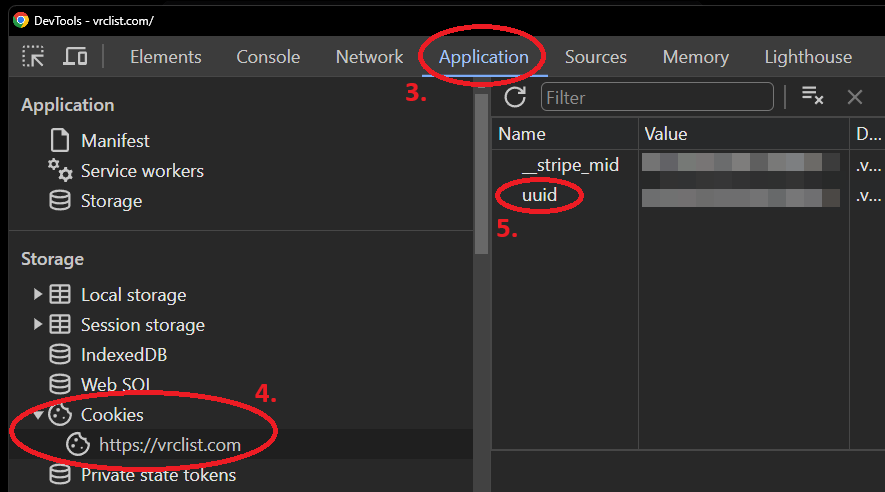 DevTools - vrclist.com/
Elements Console Network Application Sources Memory Lighthouse
3.
Application
Manifest
Service workers
Storage
Filter
Name Value D...
__stripe_mid .v...
uuid .v...
5.
Storage
Local storage
Session storage
IndexedDB
Web SQL
4.
Cookies
https://vrclist.com
Private state tokens